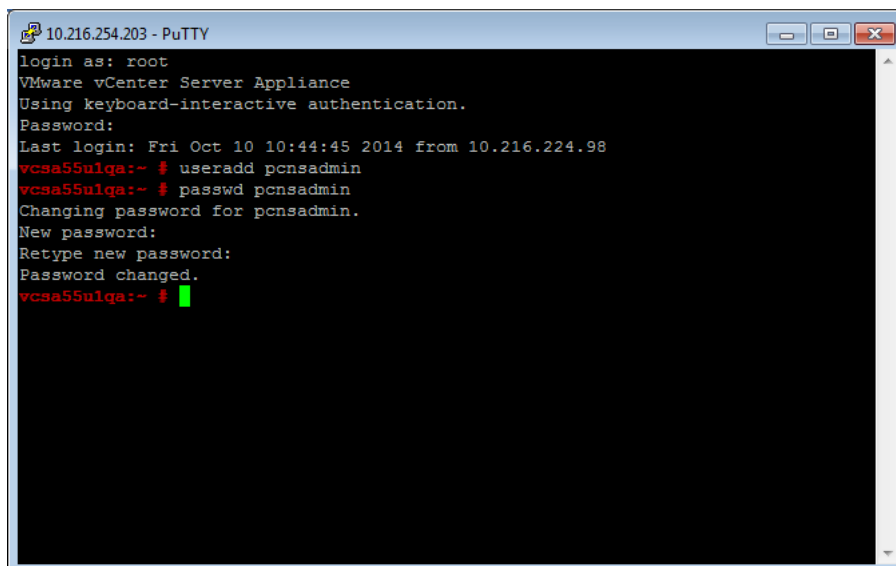 10.216.254.203 - PuTTY
login as: root
VMware vCenter Server Appliance
Using keyboard-interactive authentication.
Password:
Last login: Fri Oct 10 10:44:45 2014 from 10.216.224.98
vcsa55u1qa:~ # useradd pcnsadmin
vcsa55u1qa:~ # passwd pcnsadmin
Changing password for pcnsadmin.
New password:
Retype new password:
Password changed.
vcsa55u1qa:~ #